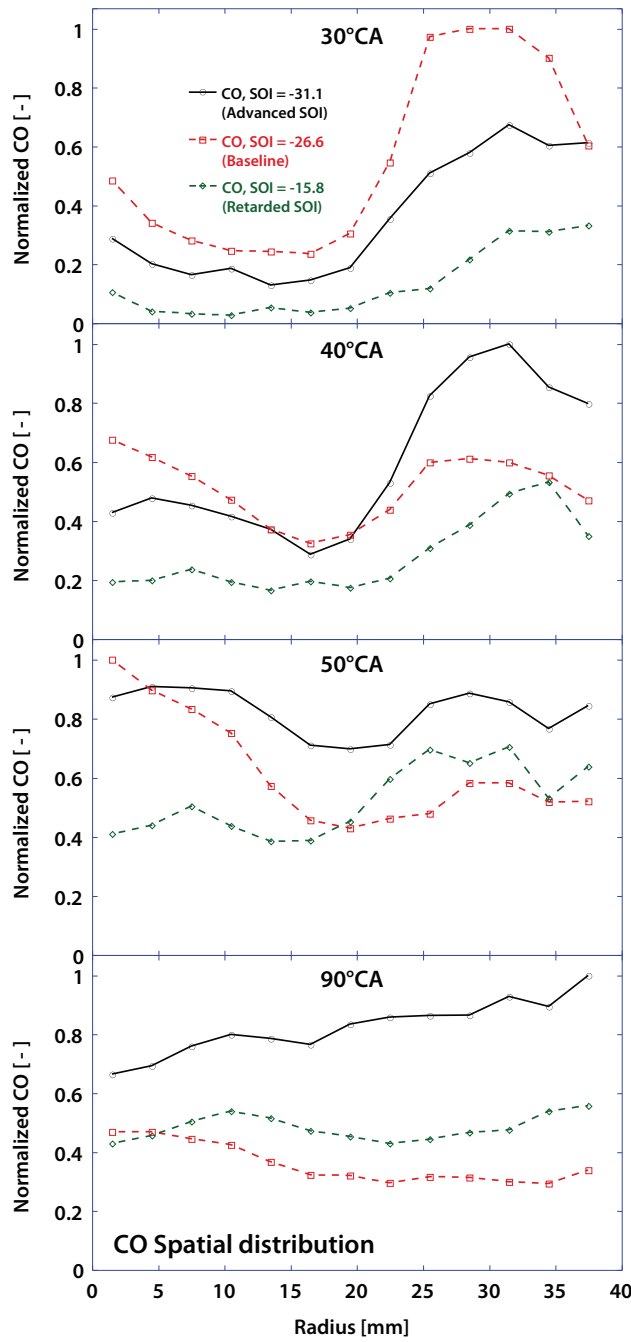 30°CA
1
0.8
0.6
0.4
0.2
0
Normalized CO [ - ]
CO, SOI = -31.1
(Advanced SOI)
CO, SOI = -26.6
(Baseline)
CO, SOI = -15.8
(Retarded SOI)
40°CA
1
0.8
0.6
0.4
0.2
0
Normalized CO [ - ]
50°CA
1
0.8
0.6
0.4
0.2
0
Normalized CO [ - ]
90°CA
1
0.8
0.6
0.4
0.2
0
Normalized CO [ - ]
CO Spatial distribution
0 5 10 15 20 25 30 35 40
Radius [mm]